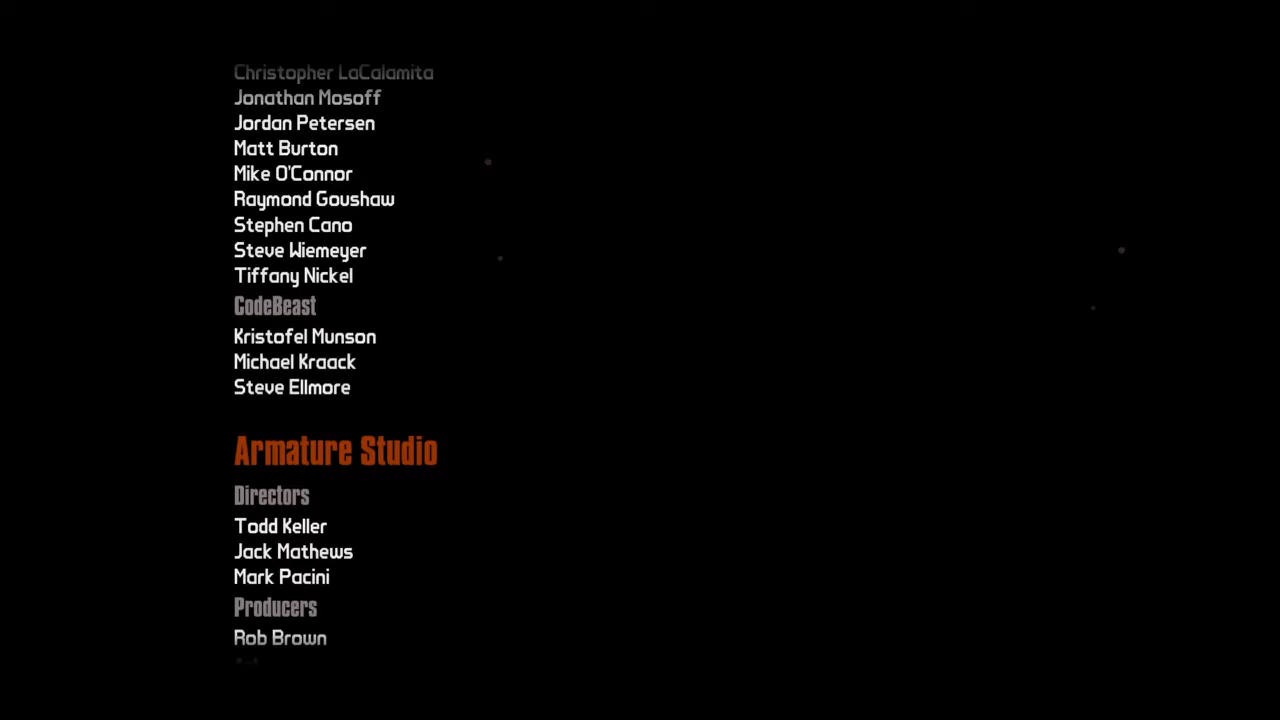 Christopher LaCalamita
Jonathan Mosoff
Jordan Petersen
Matt Burton
Mike O'Connor
Raymond Goushaw
Stephen Cano
Steve Wiemeyer
Tiffany Nickel
CodeBeast
Kristofel Munson
Michael Kraack
Steve Ellmore
Armature Studio
Directors
Todd Keller
Jack Mathews
Mark Pacini
Producers
Rob Brown